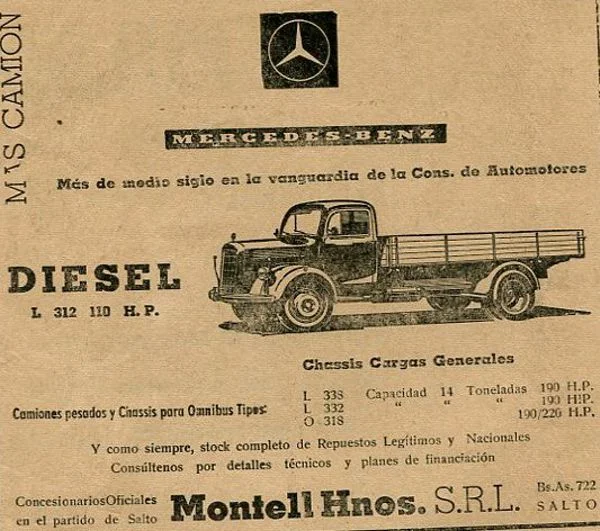 MAS CAMION
MERCEDES-BENZ
Más de medio siglo en la vanguardia de la Cons. de Automotores
DIESEL
L 312 110 H.P.
Chassis Cargas Generales
Camiones pesados y Chassis para Omnibus Tipos:
L 338 Capacidad 14 Toneladas 190 H.P.
L 332 “ “ “ 190 H.P.
O 318 190/220 H.P.
Y como siempre, stock completo de Repuestos Legítimos y Nacionales
Consúltenos por detalles técnicos y planes de financiación
Concesionarios Oficiales
en el partido de Salto
Montell Hnos. S.R.L.
Bs.As. 722
SALTO